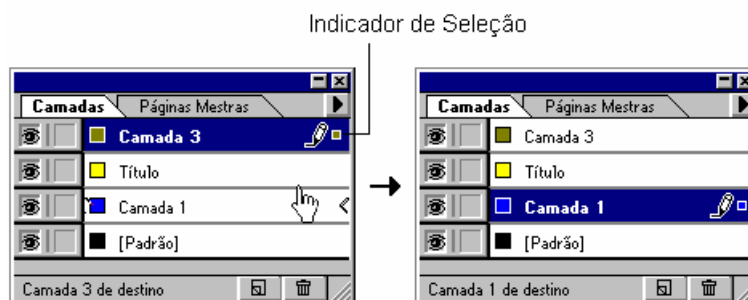 Indicador de Seleção
Camadas Páginas Mestras
Camada 3
Título
Camada 1
[Padrão]
Camada 3 de destino
Camadas Páginas Mestras
Camada 3
Título
Camada 1
[Padrão]
Camada 1 de destino